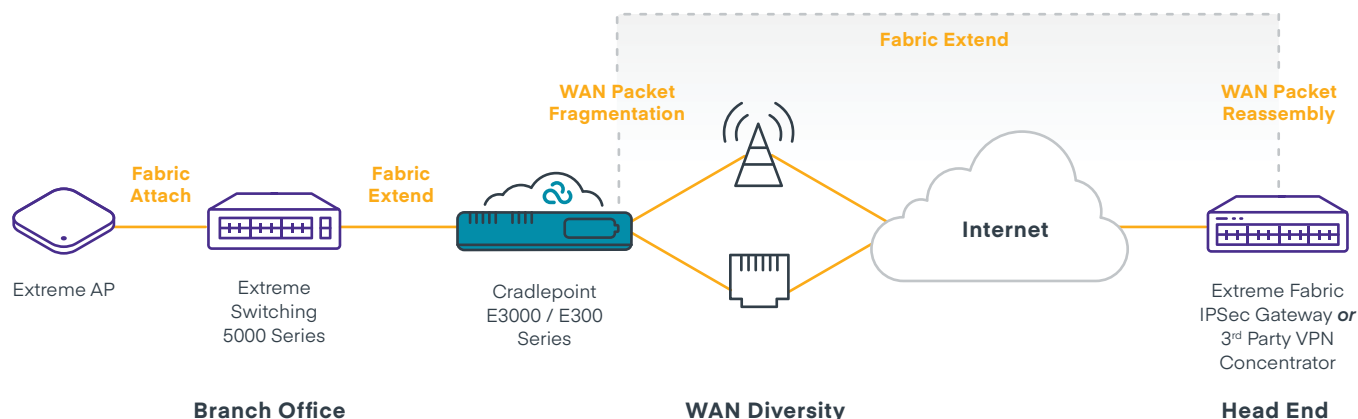 Fabric Extend
WAN Packet
Fragmentation
WAN Packet
Reassembly
Fabric
Attach
Fabric
Extend
Internet
Extreme AP
Extreme
Switching
5000 Series
Cradlepoint
E3000 / E300
Series
Extreme Fabric
IPSec Gateway or
3rd Party VPN
Concentrator
Branch Office
WAN Diversity
Head End